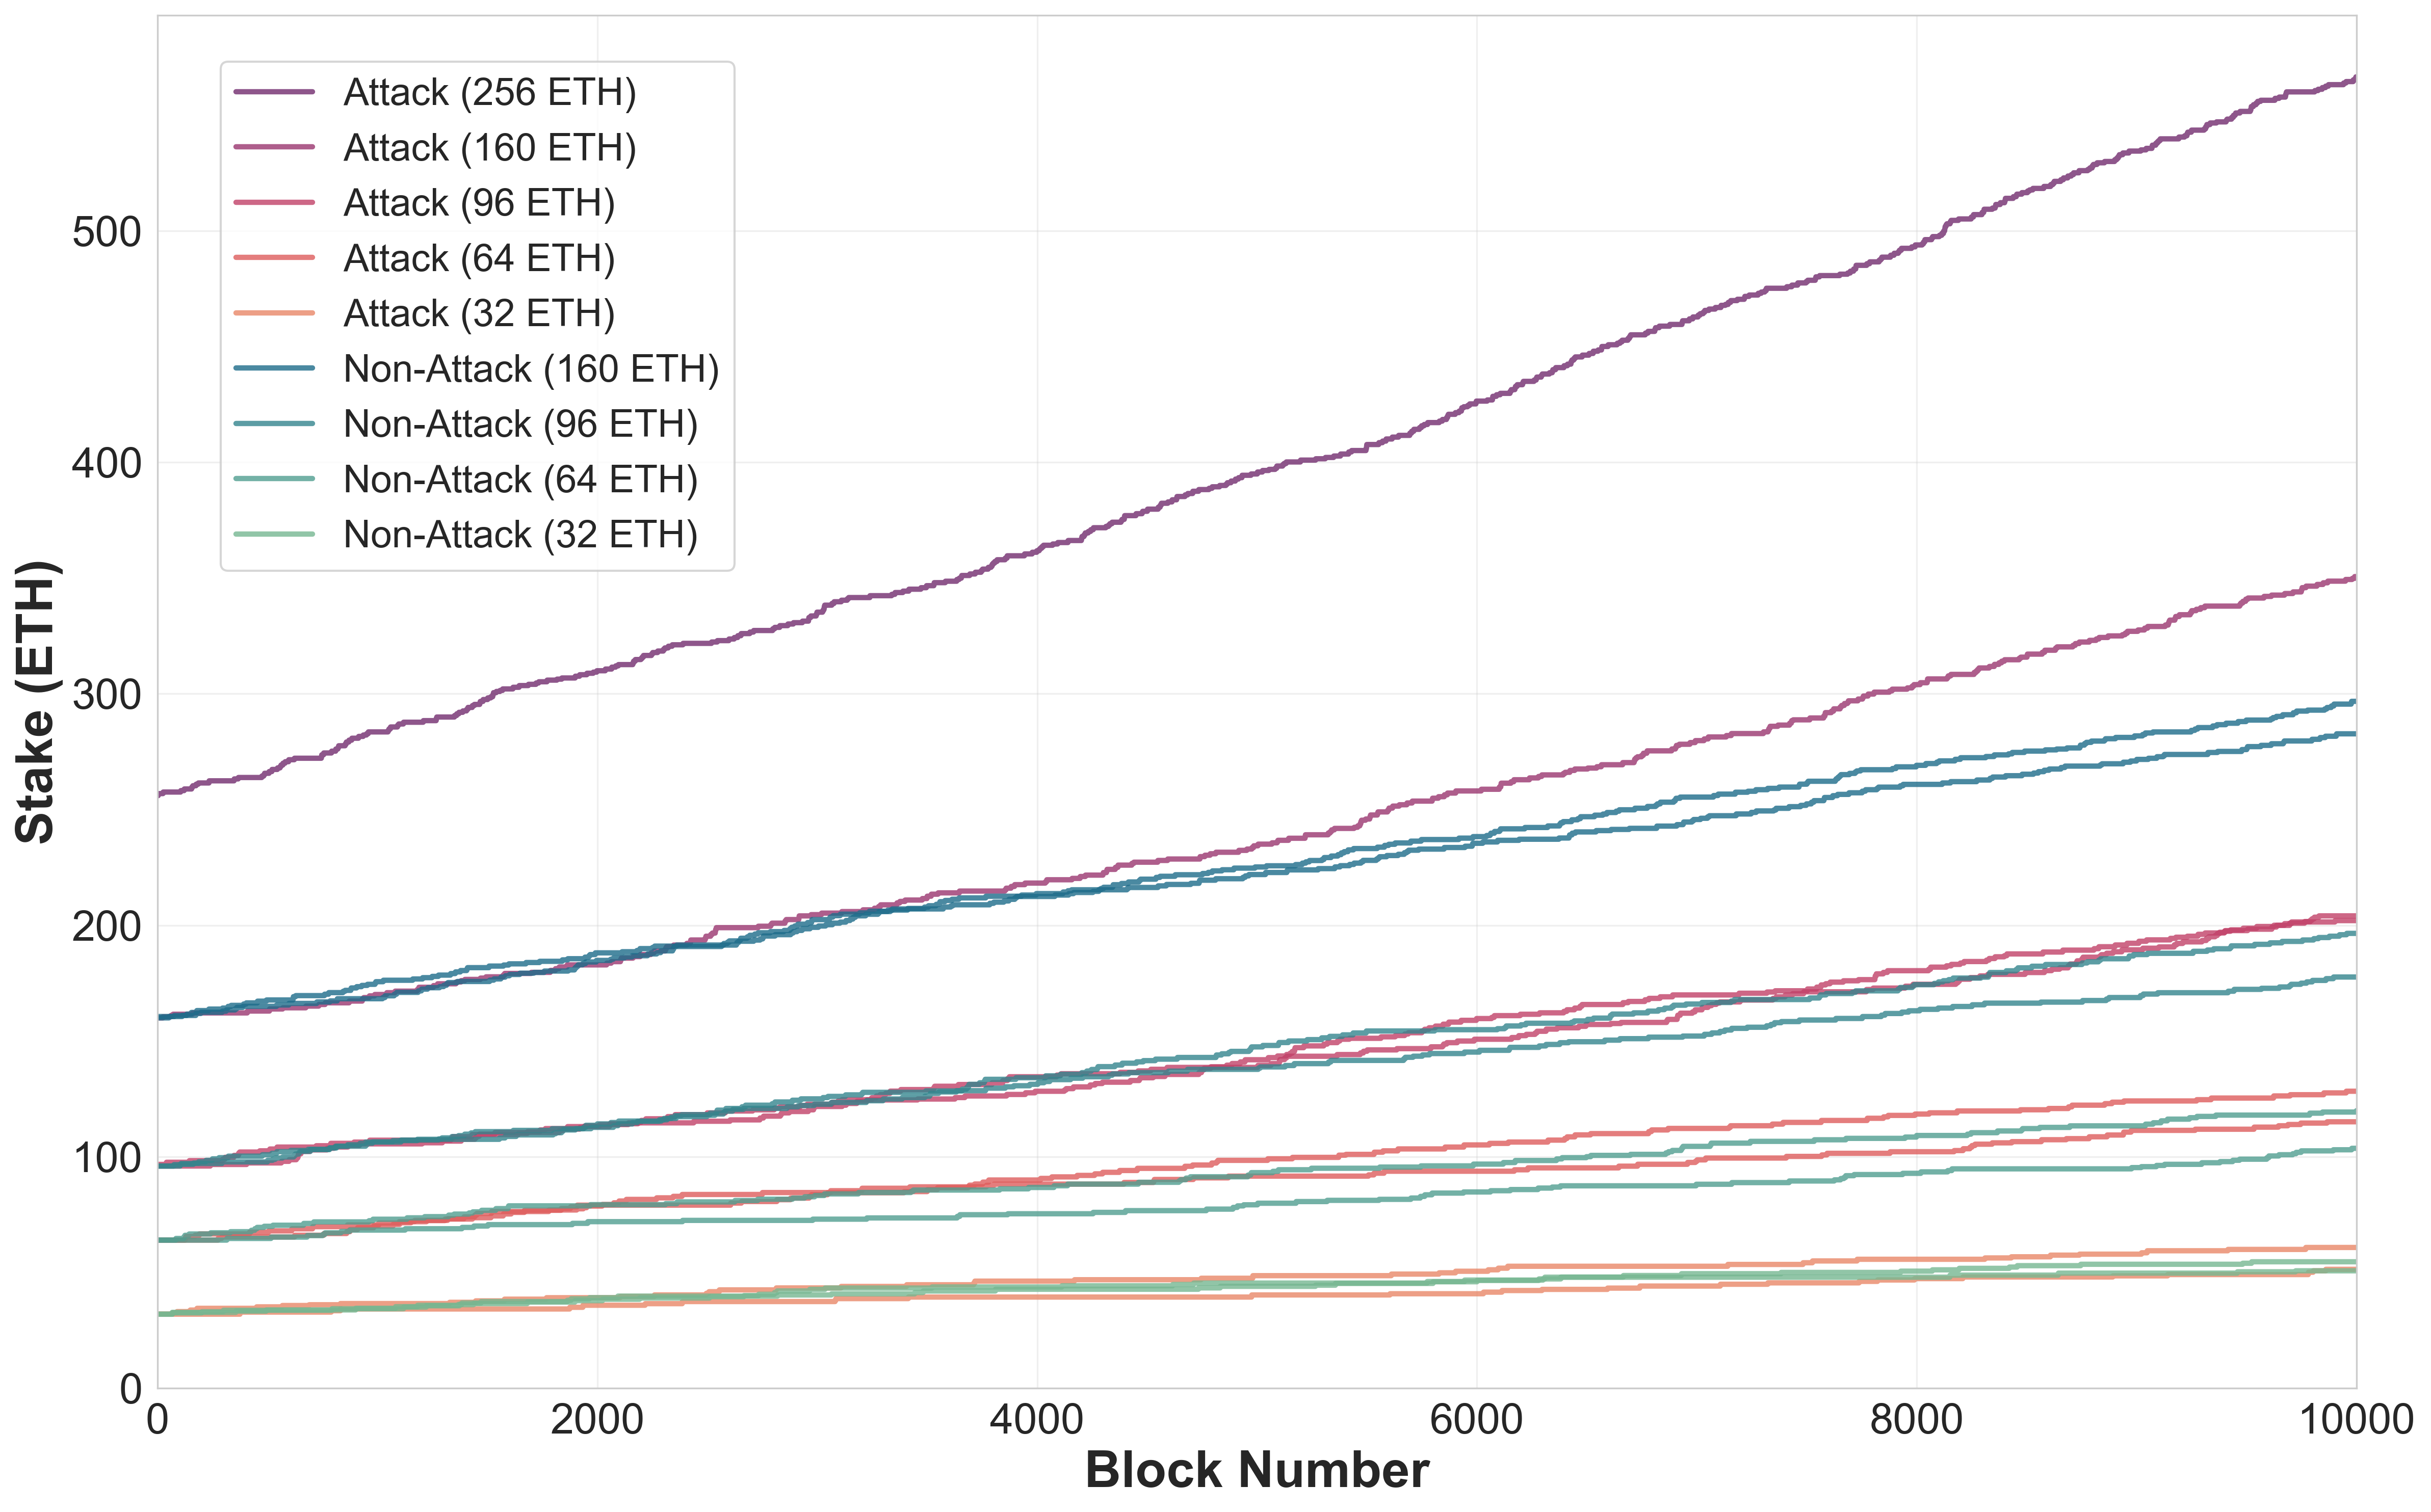 Attack (256 ETH)
Attack (160 ETH)
Attack (96 ETH)
Attack (64 ETH)
Attack (32 ETH)
Non-Attack (160 ETH)
Non-Attack (96 ETH)
Non-Attack (64 ETH)
Non-Attack (32 ETH)
Stake (ETH)
500
400
300
200
100
0
0 2000 4000 6000 8000 10000
Block Number